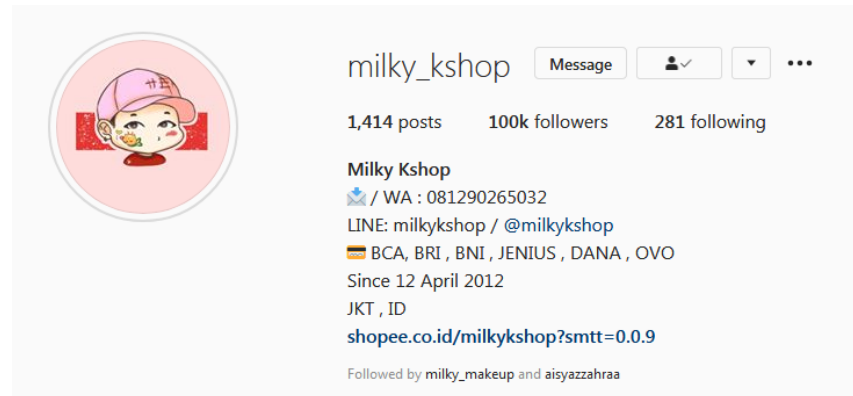 milky_kshop Message
1,414 posts 100k followers 281 following
Milky Kshop
📩 / WA : 081290265032
LINE: milkykshop / @milkykshop
💳 BCA, BRI , BNI , JENIUS , DANA , OVO
Since 12 April 2012
JKT , ID
shopee.co.id/milkykshop?smtt=0.0.9
Followed by milky_makeup and aisyazzahraa